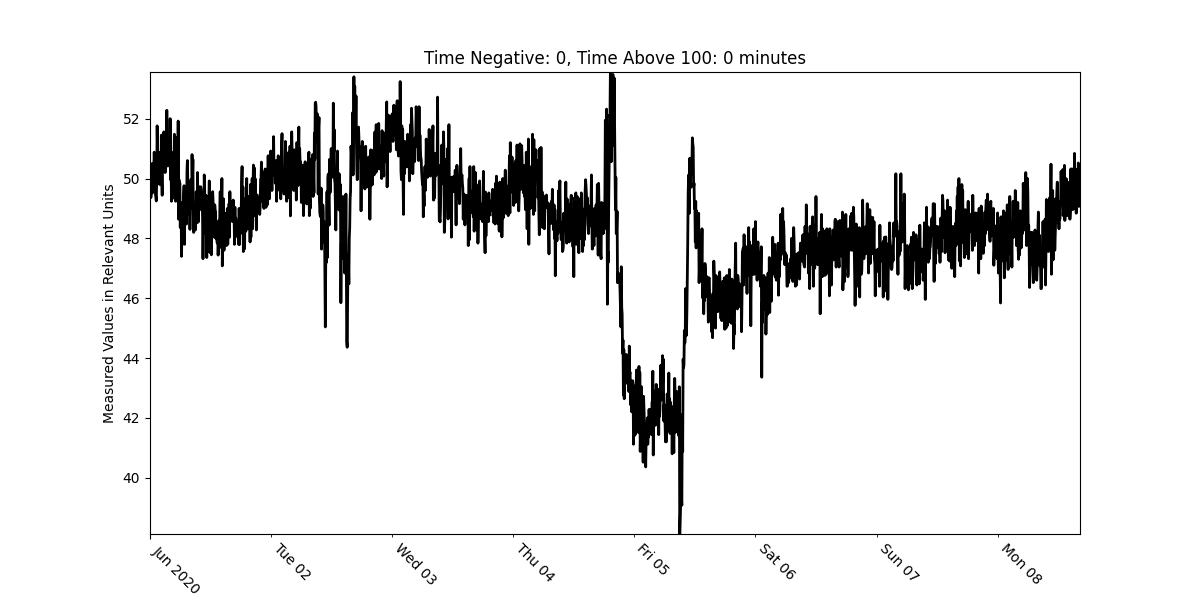 Time Negative: 0, Time Above 100: 0 minutes
Measured Values in Relevant Units
52
50
48
46
44
42
40
Jun 2020
Tue 02
Wed 03
Thu 04
Fri 05
Sat 06
Sun 07
Mon 08